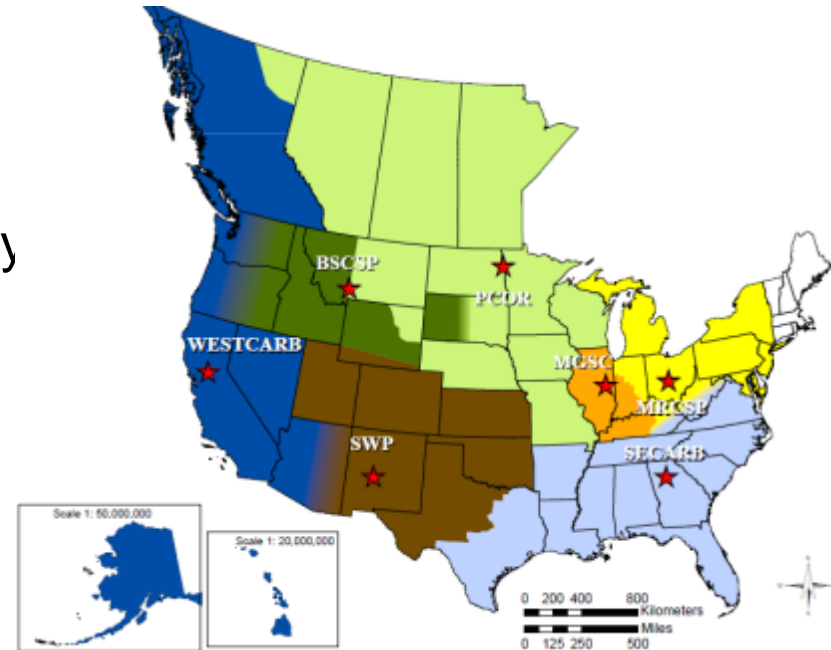 y
BSCSP
PCOR
WESTCARB
MGSC
MRCSP
SWP
SECARB
Scale 1: 50,000,000
Scale 1: 20,000,000
0 200 400 800
Kilometers
Miles
0 125 250 500